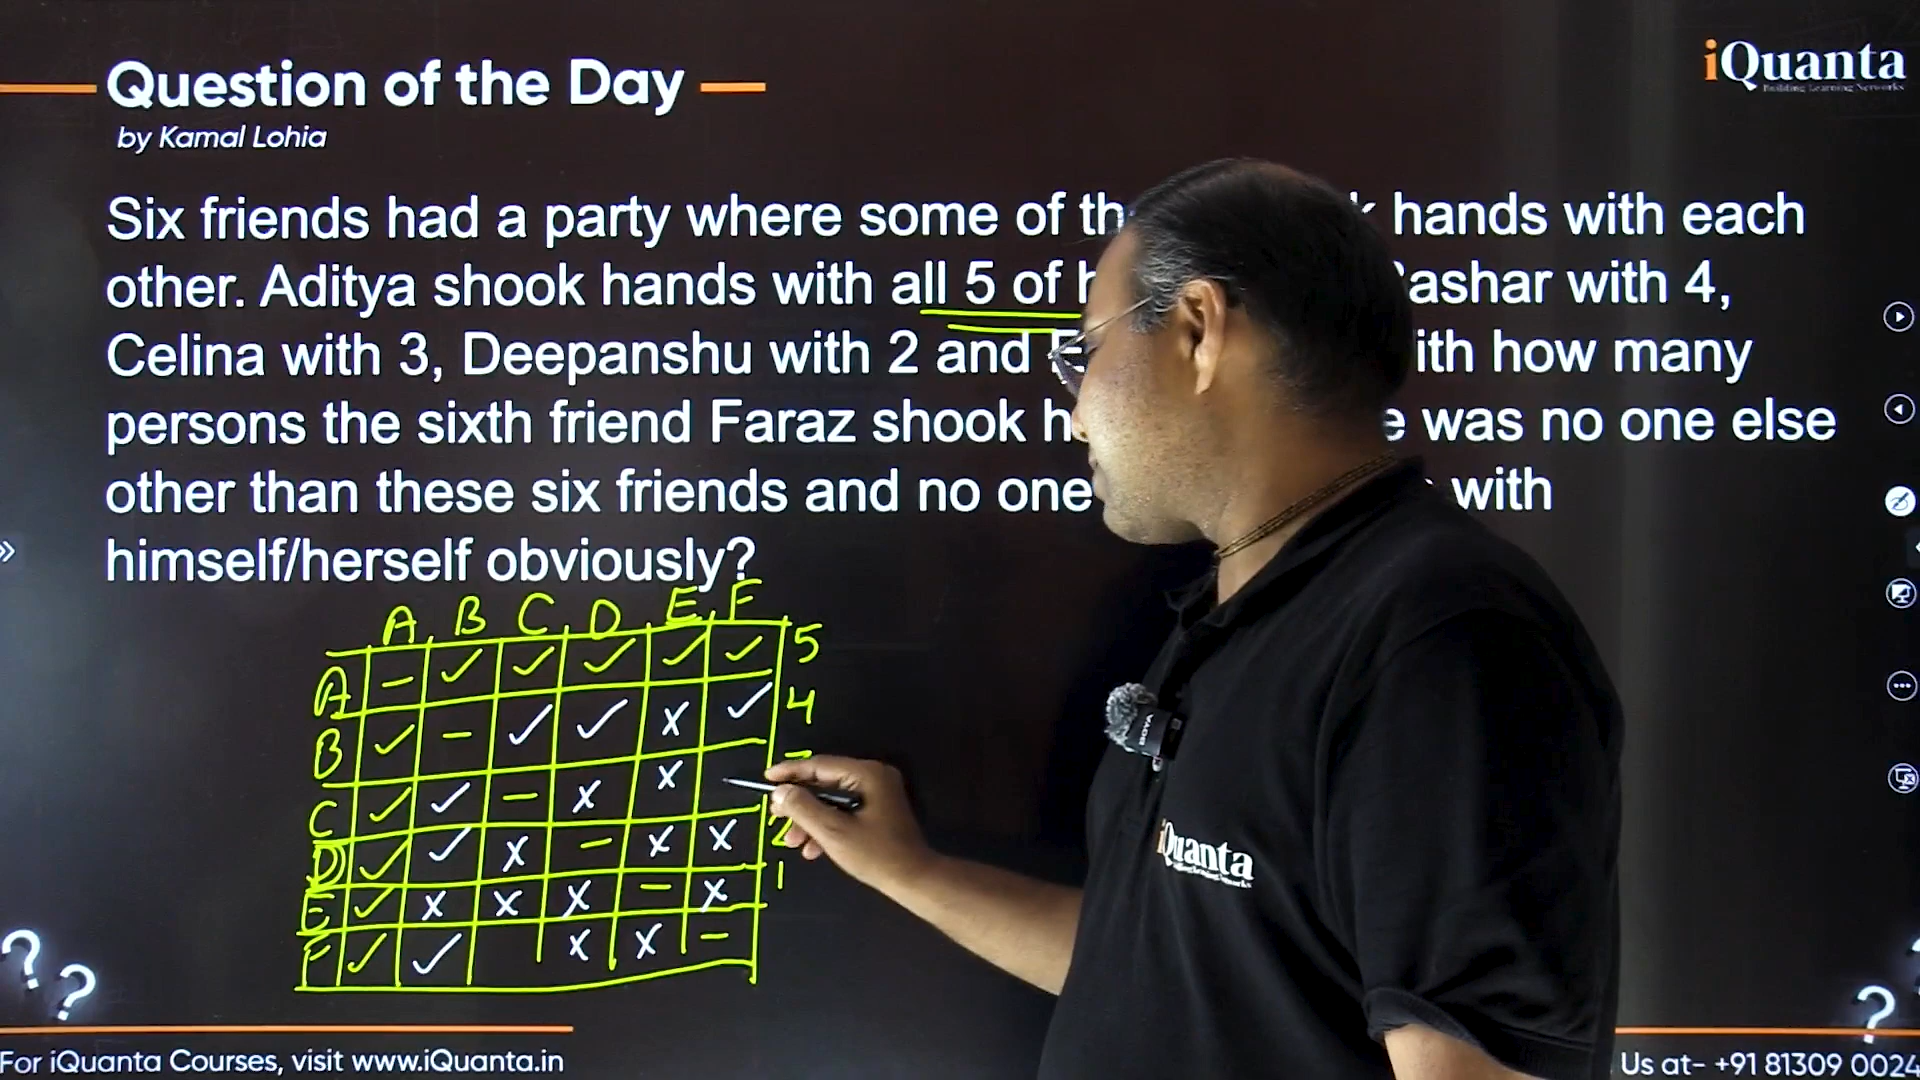 Question of the Day
by Kamal Lohia
iQuanta
Building Learning Networks
Six friends had a party where some of hands with each
other. Aditya shook hands with all 5 of ashar with 4,
Celina with 3, Deepanshu with 2 and ith how many
persons the sixth friend Faraz shook was no one else
other than these six friends and no one with
himself/herself obviously?
A B C D E F
A – ✓ ✓ ✓ ✓ ✓ 5
B ✓ – ✓ ✓ x ✓ 4
C ✓ ✓ – x x
D ✓ ✓ x – x x 2
E ✓ x x x – x 1
F ✓ ✓ x x –
BOYA
iQuanta
For iQuanta Courses, visit www.iQuanta.in
Us at- +91 81309 0024